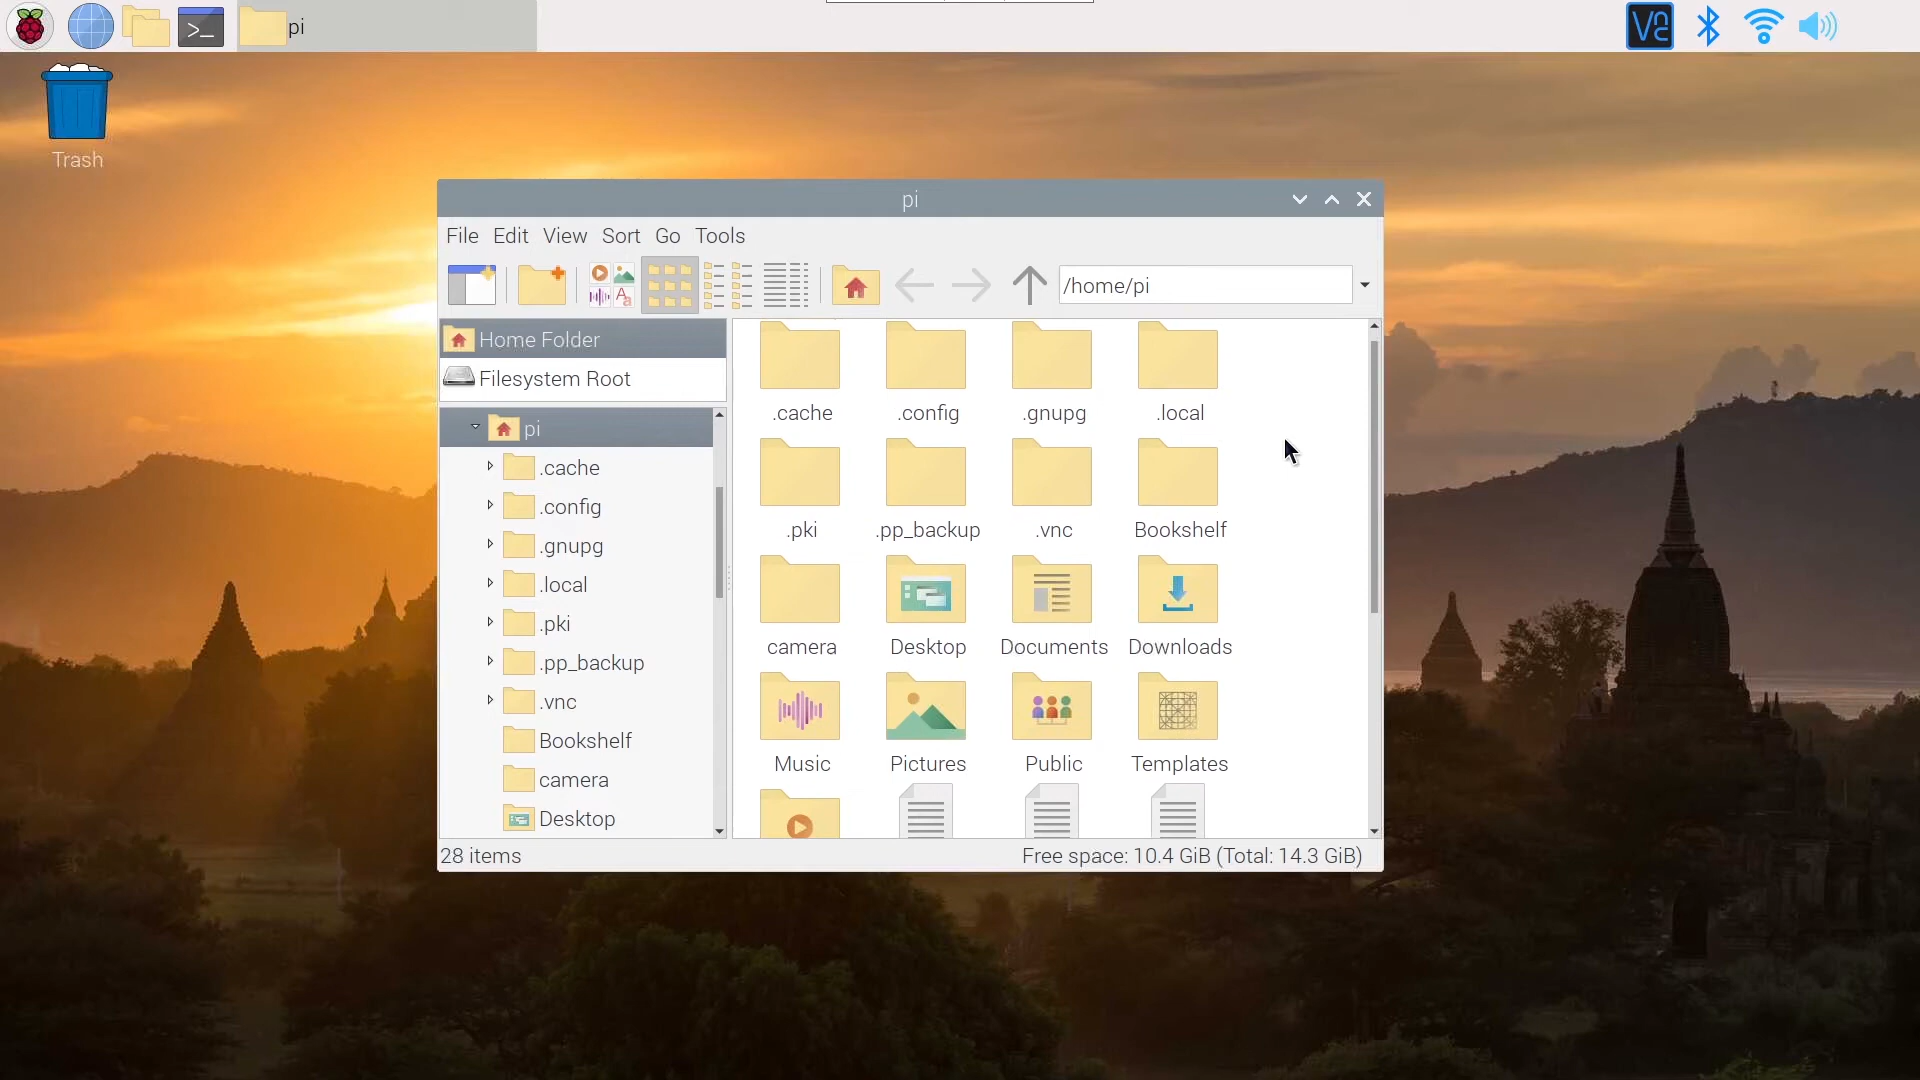 pi
Trash
pi
File Edit View Sort Go Tools
/home/pi
Home Folder
Filesystem Root
pi
.cache
.config
.gnupg
.local
.pki
.pp_backup
.vnc
Bookshelf
camera
Desktop
.cache .config .gnupg .local
.pki .pp_backup .vnc Bookshelf
camera Desktop Documents Downloads
Music Pictures Public Templates
28 items
Free space: 10.4 GiB (Total: 14.3 GiB)